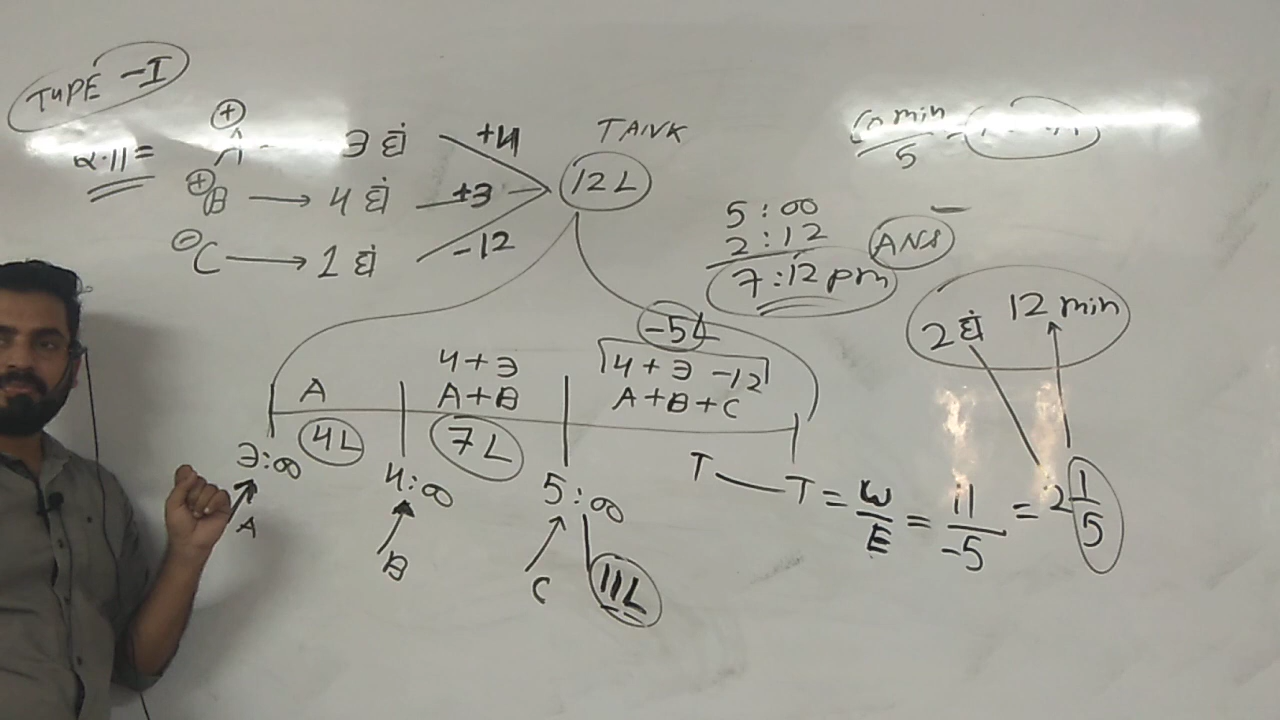 TYPE-I
Q.11=
+
A 3 घं +4
+
B → 4 घं +3
-
C → 1 घं -12
TANK
12L
5
5:00
2:12
7:12pm
ANS
2 घं 12 min
-5L
4+3
4+3-12
A
A+B
A+B+C
4L
7L
3:00
A
4:00
B
5:00
C
11L
T — T = W/E = 11/-5 = 2 1/5